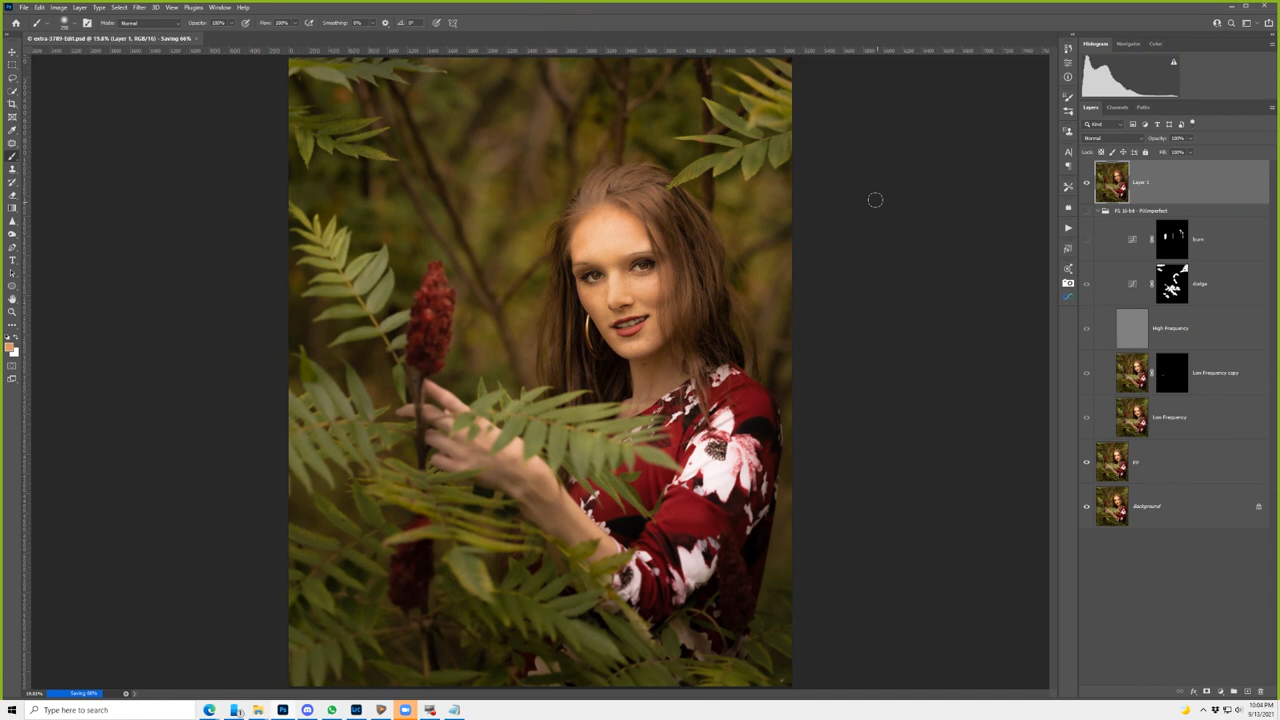 File Edit Image Layer Type Select Filter 3D View Plugins Window Help
Mode: Normal Opacity: 100% Flow: 100% Smoothing: 0% 0°
© extra-3789-Edit.psd @ 19.8% (Layer 1, RGB/16) - Saving 66%
Histogram Navigator Color
Layers Channels Paths
Kind
Normal Opacity: 100%
Lock: Fill: 100%
Layer 1
FS 16-bit - PiXimperfect
burn
dodge
High Frequency
Low Frequency copy
Low Frequency
Background
19.81% Saving 66%
Type here to search
10:04 PM
9/13/2021